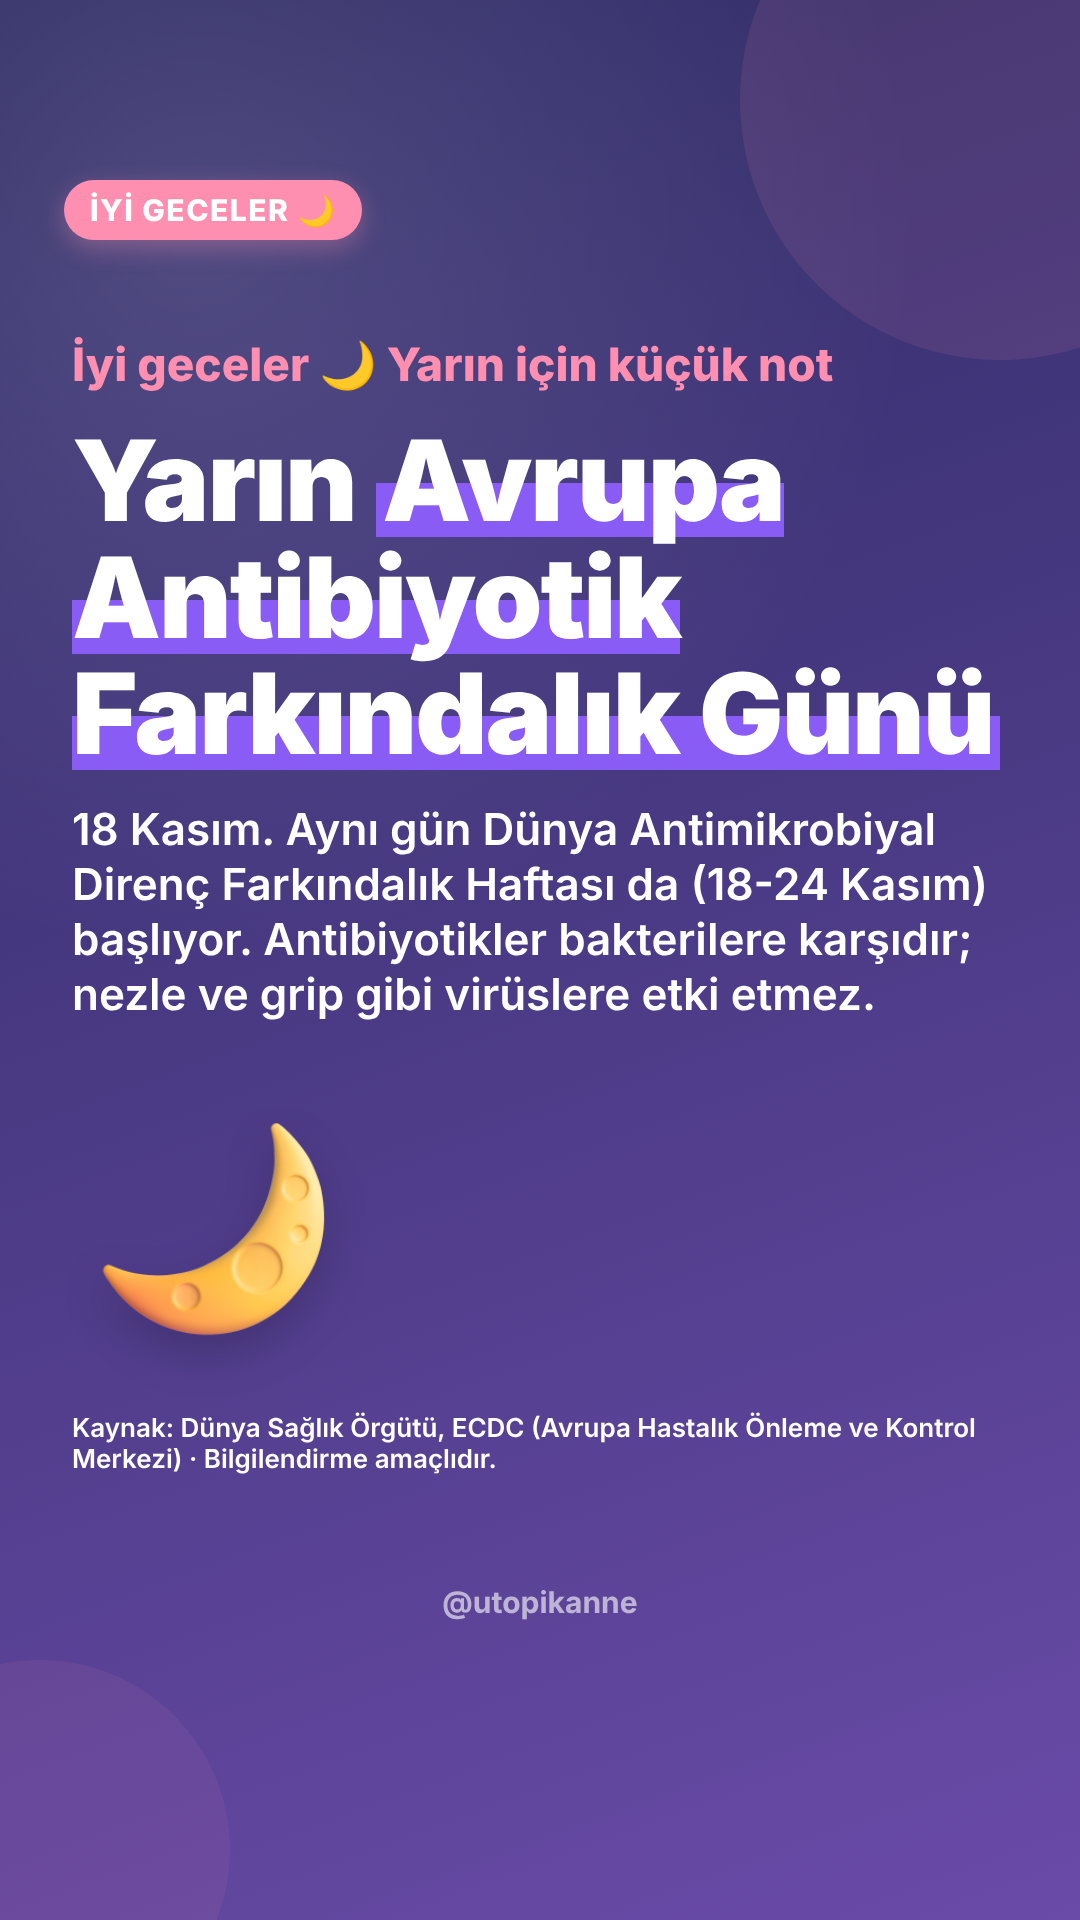 İYİ GECELER 🌙
İyi geceler 🌙 Yarın için küçük not
Yarın Avrupa
Antibiyotik
Farkındalık Günü
18 Kasım. Aynı gün Dünya Antimikrobiyal
Direnç Farkındalık Haftası da (18-24 Kasım)
başlıyor. Antibiyotikler bakterilere karşıdır;
nezle ve grip gibi virüslere etki etmez.
Kaynak: Dünya Sağlık Örgütü, ECDC (Avrupa Hastalık Önleme ve Kontrol
Merkezi) · Bilgilendirme amaçlıdır.
@utopikanne